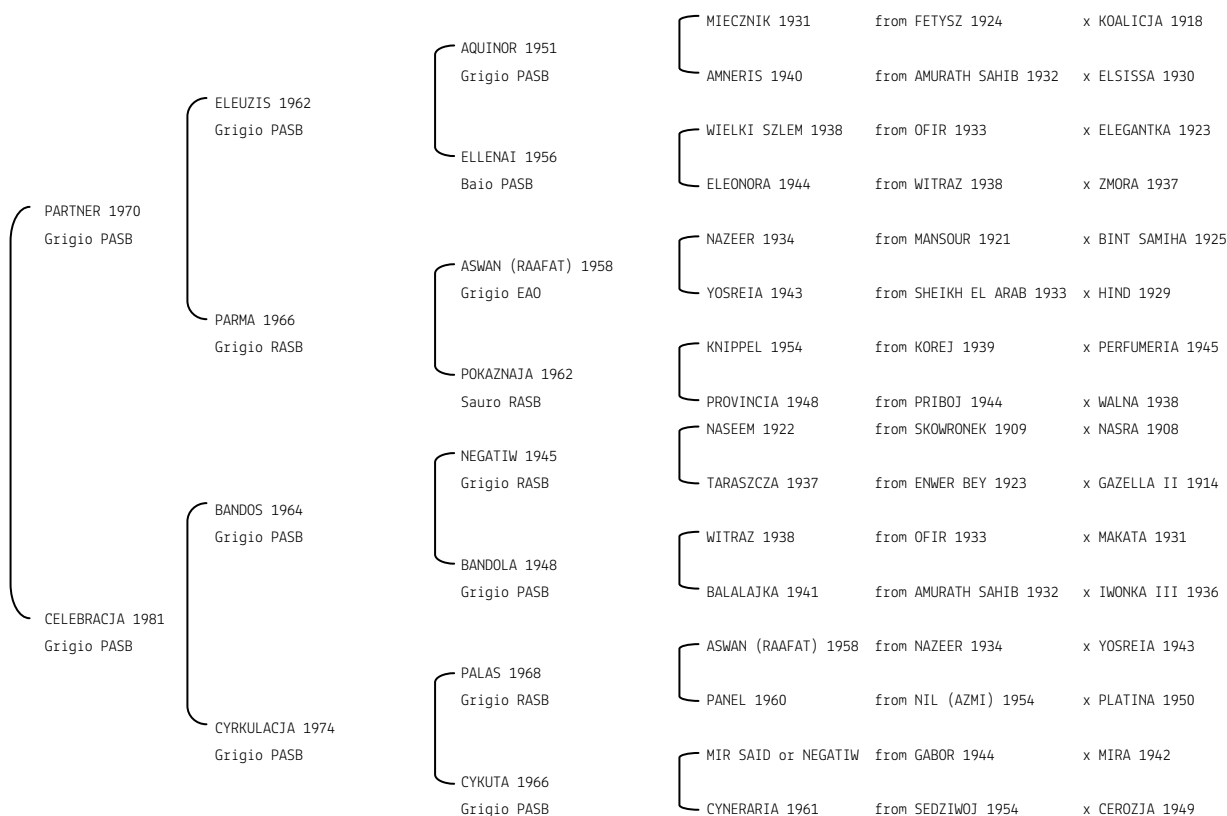 MIECZNIK 1931 from FETYSZ 1924 x KOALICJA 1918
AQUINOR 1951
Grigio PASB
AMNERIS 1940 from AMURATH SAHIB 1932 x ELSISSA 1930
ELEUZIS 1962
Grigio PASB
WIELKI SZLEM 1938 from OFIR 1933 x ELEGANTKA 1923
ELLENAI 1956
Baio PASB
ELEONORA 1944 from WITRAZ 1938 x ZMORA 1937
PARTNER 1970
Grigio PASB
NAZEER 1934 from MANSOUR 1921 x BINT SAMIHA 1925
ASWAN (RAAFAT) 1958
Grigio EAO
YOSREIA 1943 from SHEIKH EL ARAB 1933 x HIND 1929
PARMA 1966
Grigio RASB
KNIPPEL 1954 from KOREJ 1939 x PERFUMERIA 1945
POKAZNAJA 1962
Sauro RASB
PROVINCIA 1948 from PRIBOJ 1944 x WALNA 1938
NASEEM 1922 from SKOWRONEK 1909 x NASRA 1908
NEGATIW 1945
Grigio RASB
TARASZCZA 1937 from ENWER BEY 1923 x GAZELLA II 1914
BANDOS 1964
Grigio PASB
WITRAZ 1938 from OFIR 1933 x MAKATA 1931
BANDOLA 1948
Grigio PASB
BALALAJKA 1941 from AMURATH SAHIB 1932 x IWONKA III 1936
CELEBRACJA 1981
Grigio PASB
ASWAN (RAAFAT) 1958 from NAZEER 1934 x YOSREIA 1943
PALAS 1968
Grigio RASB
PANEL 1960 from NIL (AZMI) 1954 x PLATINA 1950
CYRKULACJA 1974
Grigio PASB
MIR SAID or NEGATIW from GABOR 1944 x MIRA 1942
CYKUTA 1966
Grigio PASB
CYNERARIA 1961 from SEDZIWOJ 1954 x CEROZJA 1949